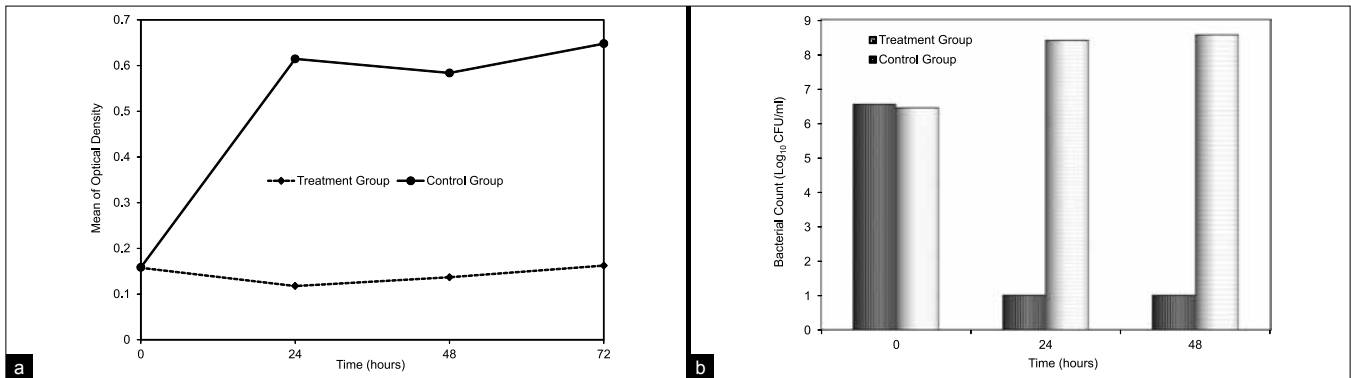 Mean of Optical Density
0.7
0.6
0.5
0.4
0.3
0.2
0.1
0
Treatment Group
Control Group
0
24
48
72
Time (hours)
a
Bacterial Count (Log10 CFU/ml)
9
8
7
6
5
4
3
2
1
0
Treatment Group
Control Group
0
24
48
Time (hours)
b